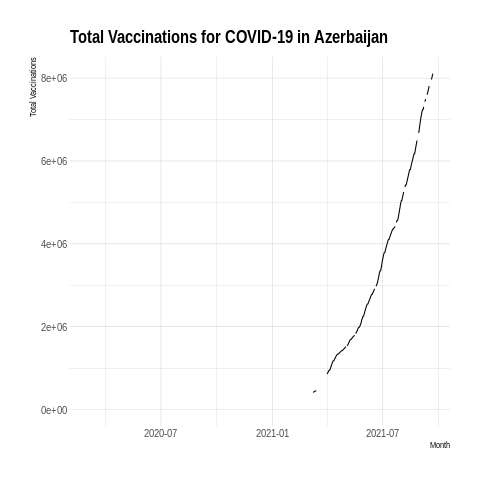 Total Vaccinations for COVID-19 in Azerbaijan
Total Vaccinations
8e+06
6e+06
4e+06
2e+06
0e+00
2020-07
2021-01
2021-07
Month